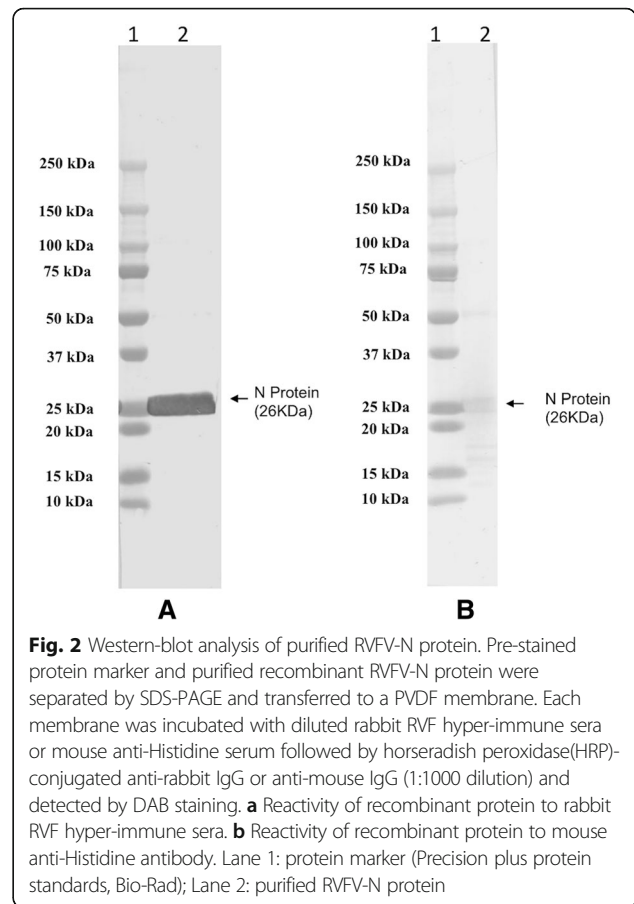 1 2
250 kDa
150 kDa
100 kDa
75 kDa
50 kDa
37 kDa
25 kDa
20 kDa
15 kDa
10 kDa
N Protein
(26KDa)
A
1 2
250 kDa
150 kDa
100 kDa
75 kDa
50 kDa
37 kDa
25 kDa
20 kDa
15 kDa
10 kDa
N Protein
(26KDa)
B
Fig. 2 Western-blot analysis of purified RVFV-N protein. Pre-stained
protein marker and purified recombinant RVFV-N protein were
separated by SDS-PAGE and transferred to a PVDF membrane. Each
membrane was incubated with diluted rabbit RVF hyper-immune sera
or mouse anti-Histidine serum followed by horseradish peroxidase(HRP)-
conjugated anti-rabbit IgG or anti-mouse IgG (1:1000 dilution) and
detected by DAB staining. a Reactivity of recombinant protein to rabbit
RVF hyper-immune sera. b Reactivity of recombinant protein to mouse
anti-Histidine antibody. Lane 1: protein marker (Precision plus protein
standards, Bio-Rad); Lane 2: purified RVFV-N protein